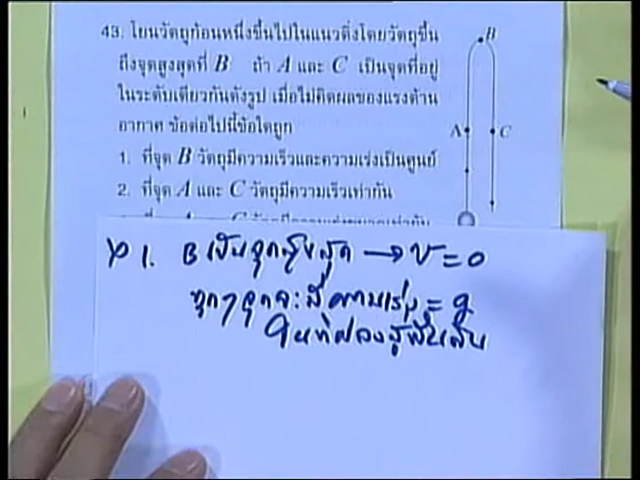 43. โยนวัตถุก้อนหนึ่งขึ้นไปในแนวดิ่งโดยวัตถุขึ้น
ถึงจุดสูงสุดที่ B ถ้า A และ C เป็นจุดที่อยู่
ในระดับเดียวกันดังรูป เมื่อไม่คิดผลของแรงต้าน
อากาศ ข้อต่อไปนี้ข้อใดถูก
1. ที่จุด B วัตถุมีความเร็วและความเร่งเป็นศูนย์
2. ที่จุด A และ C วัตถุมีความเร็วเท่ากัน
B
A
C
1. B เป็นจุดสูงสุด → v = 0
ทุกๆจุดจะมีความเร่ง = g
ในทิศลงสู่พื้นดิน